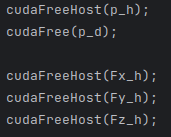 cudaFreeHost(p_h);
cudaFree(p_d);
cudaFreeHost(Fx_h);
cudaFreeHost(Fy_h);
cudaFreeHost(Fz_h);